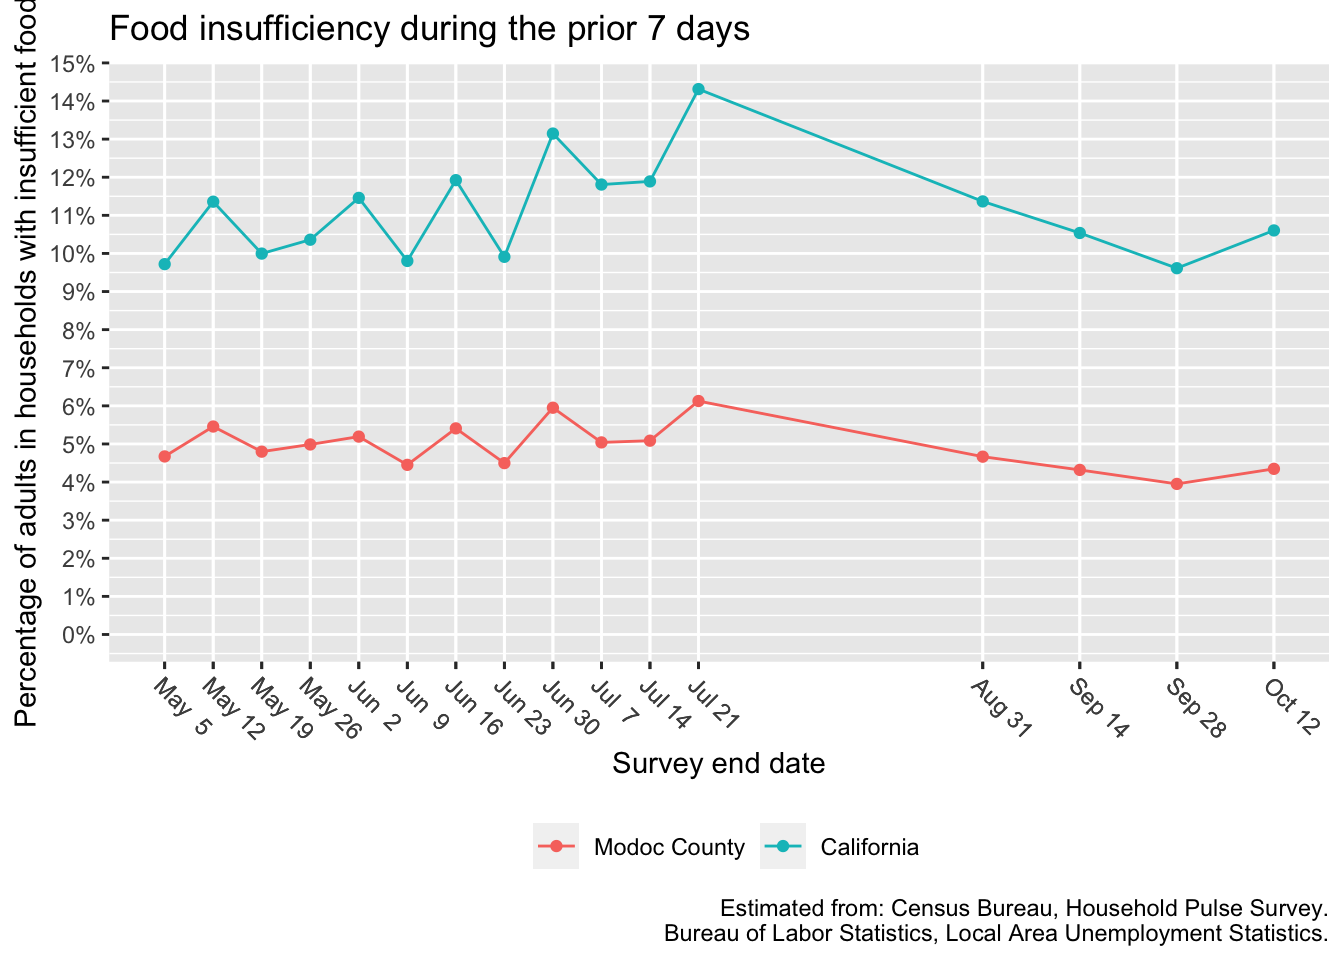 Food insufficiency during the prior 7 days
Percentage of adults in households with insufficient food
15%
14%
13%
12%
11%
10%
9%
8%
7%
6%
5%
4%
3%
2%
1%
0%
May 5
May 12
May 19
May 26
Jun 2
Jun 9
Jun 16
Jun 23
Jun 30
Jul 7
Jul 14
Jul 21
Aug 31
Sep 14
Sep 28
Oct 12
Survey end date
Modoc County
California
Estimated from: Census Bureau, Household Pulse Survey.
Bureau of Labor Statistics, Local Area Unemployment Statistics.